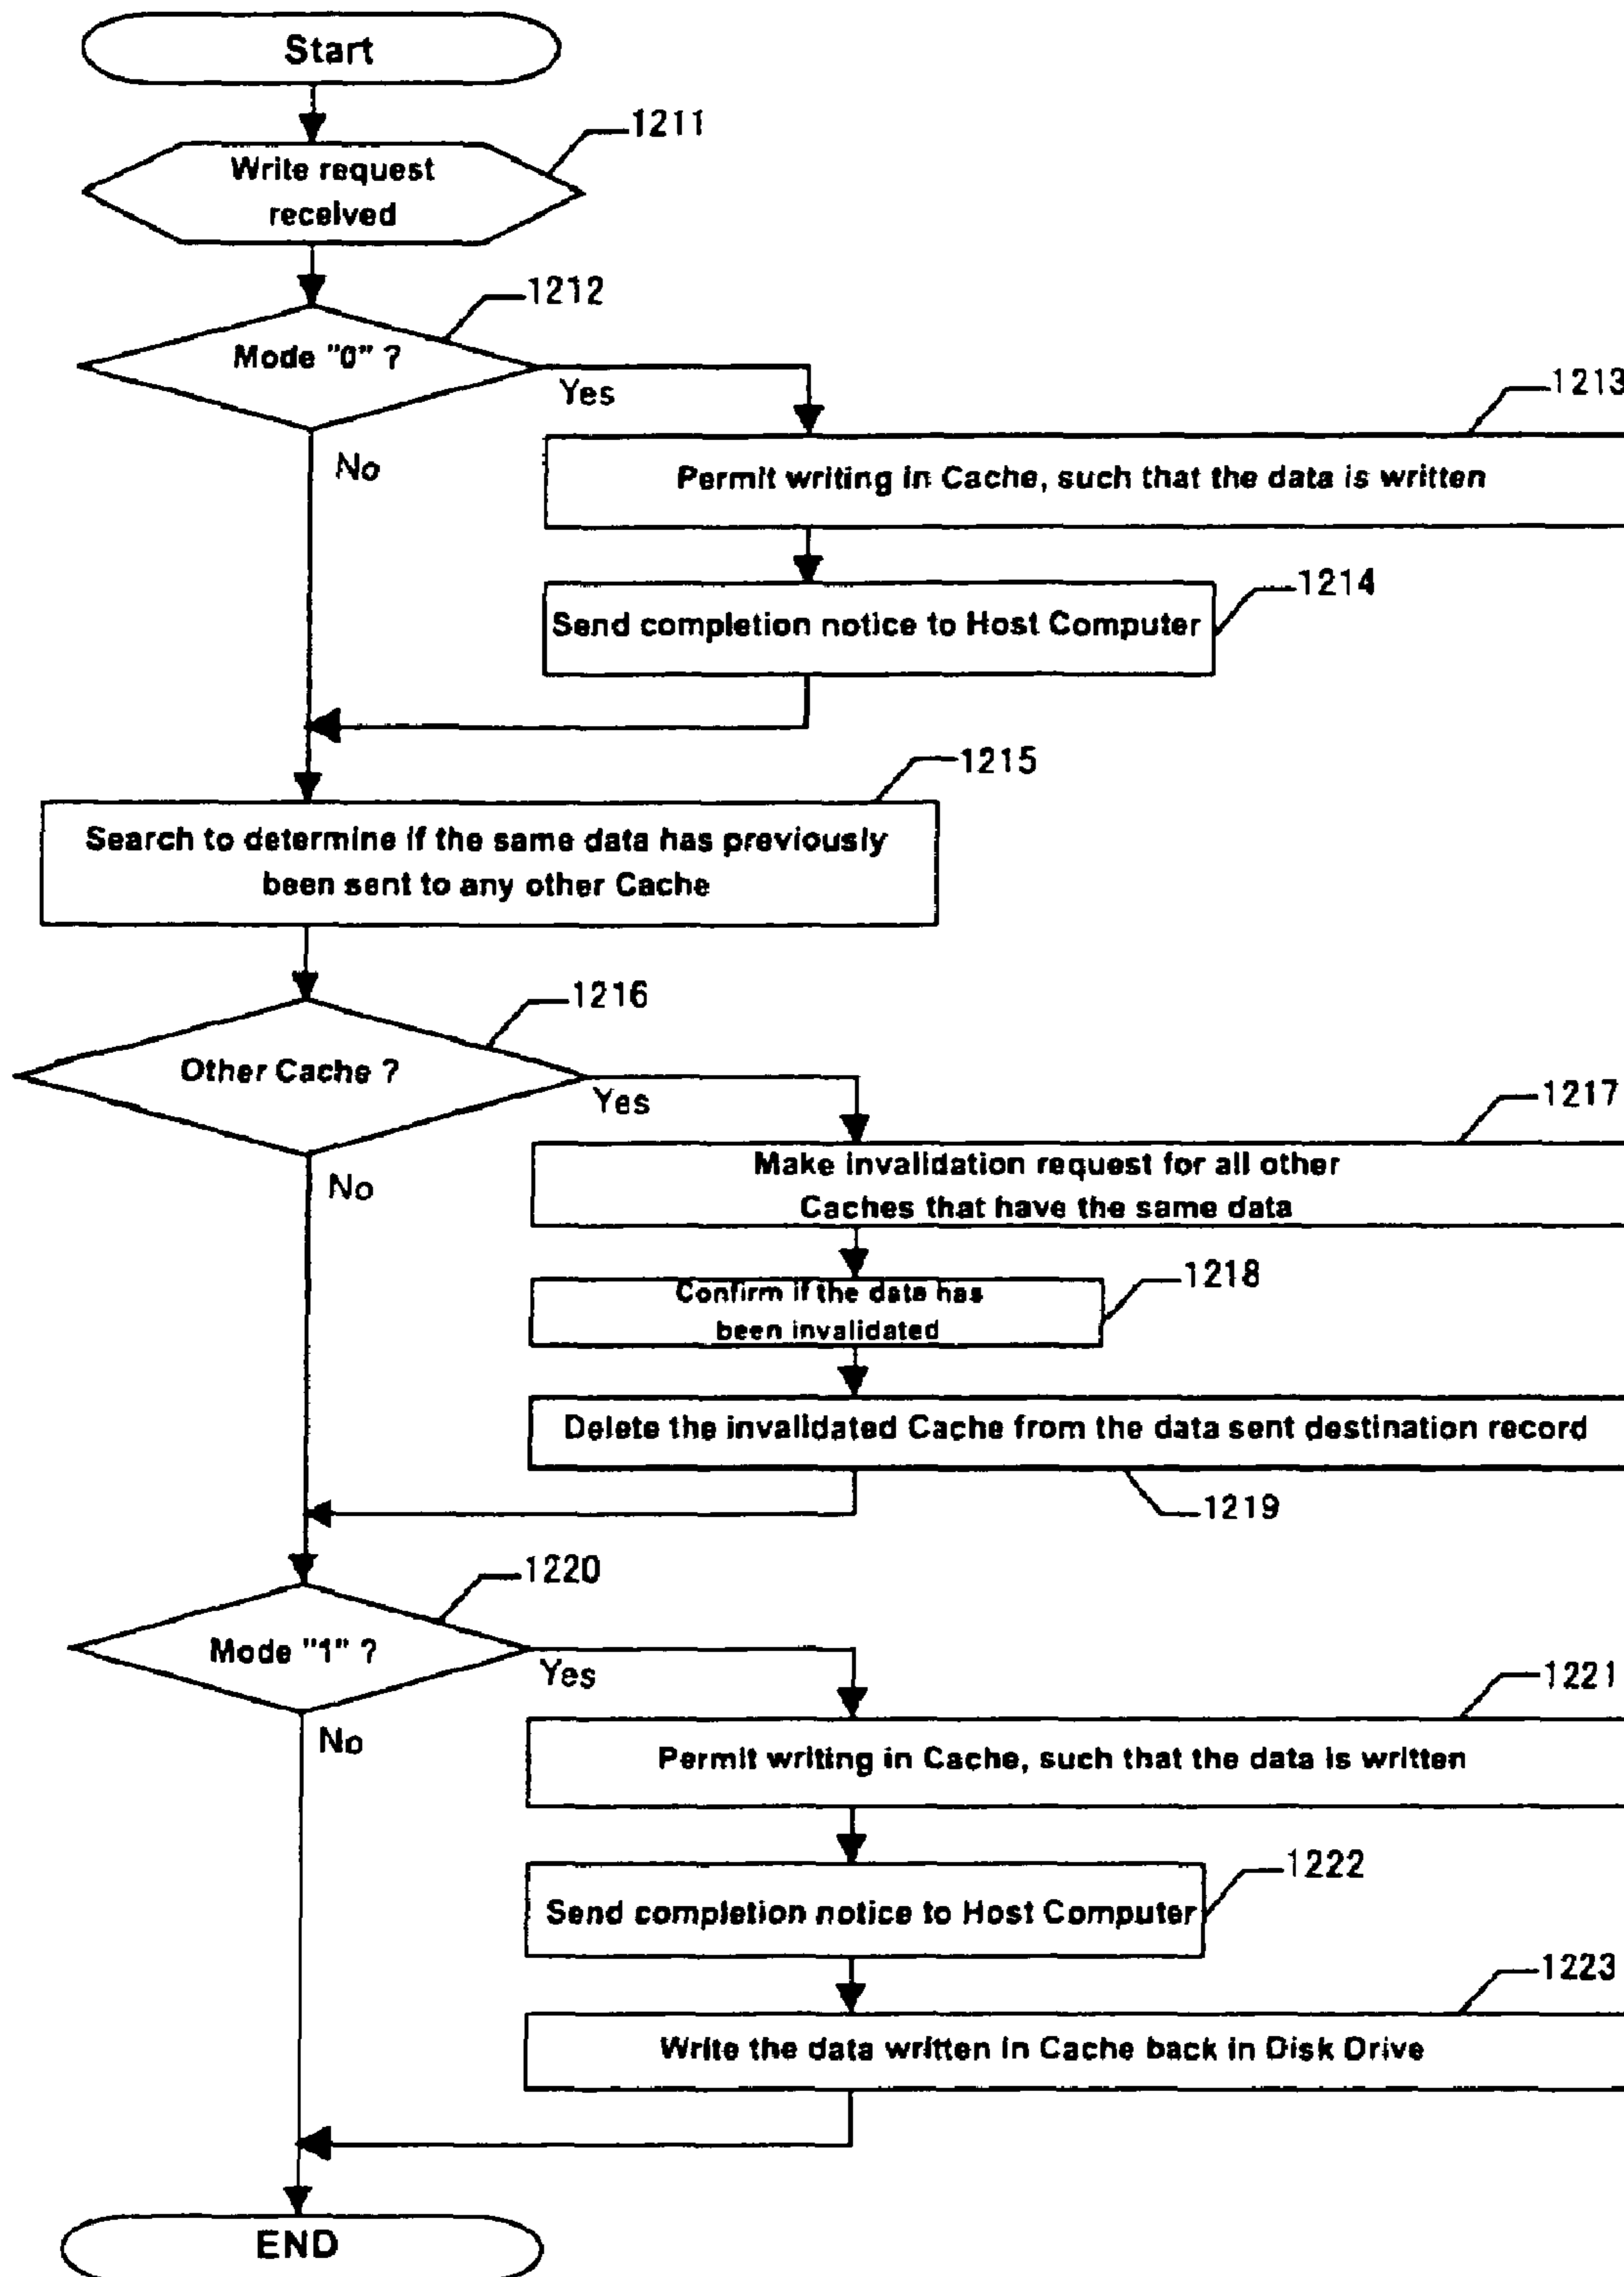 Start
1211
Write request
received
1212
Mode "0" ?
Yes
No
1213
Permit writing in Cache, such that the data is written
1214
Send completion notice to Host Computer
1215
Search to determine if the same data has previously
been sent to any other Cache
1216
Other Cache ?
Yes
No
1217
Make invalidation request for all other
Caches that have the same data
1218
Confirm if the data has
been invalidated
Delete the invalidated Cache from the data sent destination record
1219
1220
Mode "1" ?
Yes
No
1221
Permit writing in Cache, such that the data is written
1222
Send completion notice to Host Computer
1223
Write the data written in Cache back in Disk Drive
END